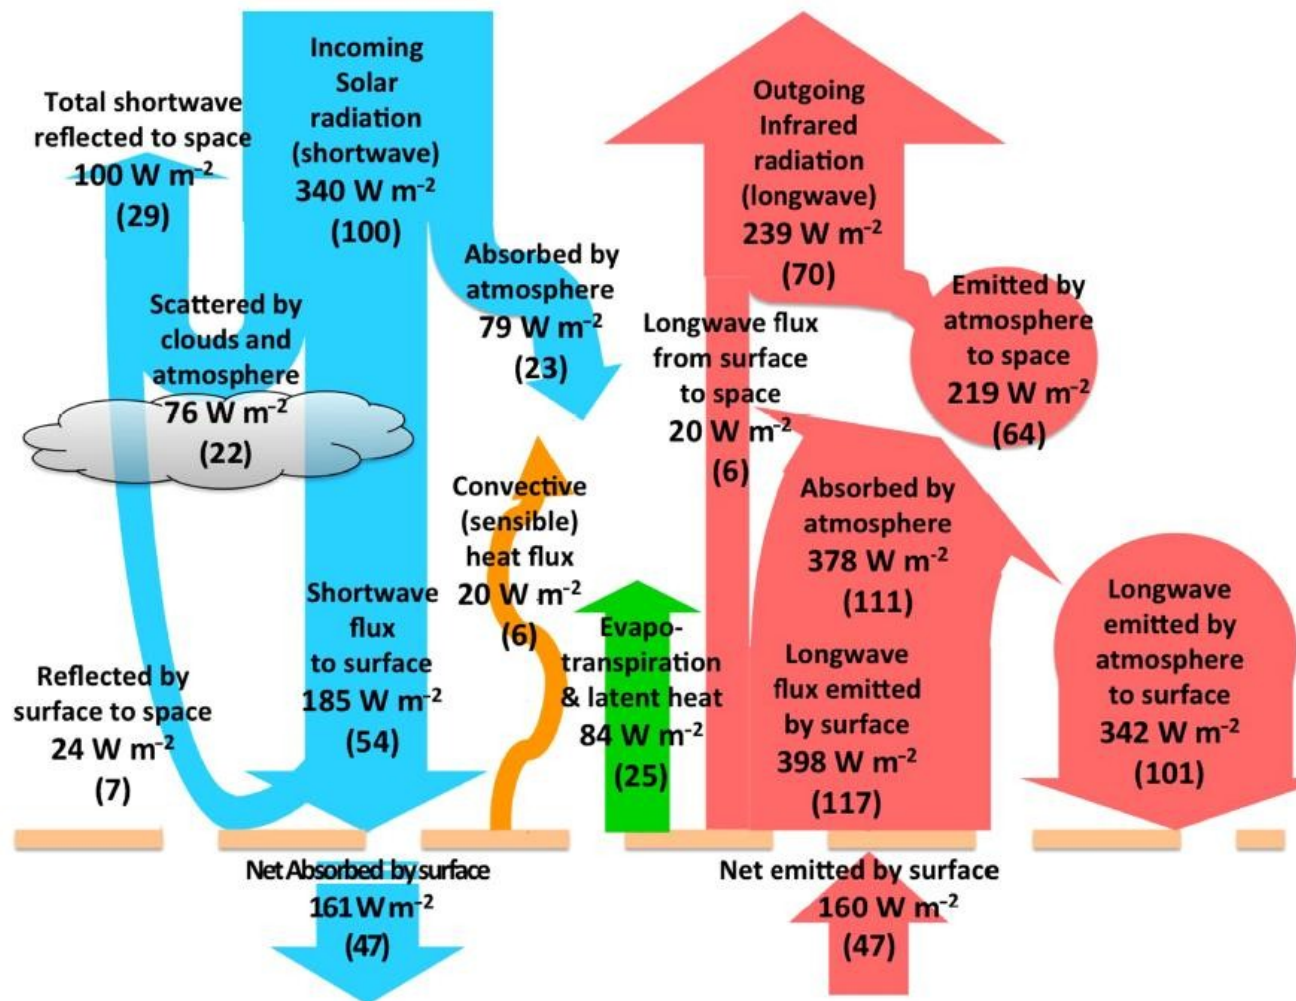 Incoming
Solar
radiation
(shortwave)
340 W m⁻²
(100)
Total shortwave
reflected to space
100 W m⁻²
(29)
Scattered by
clouds and
atmosphere
76 W m⁻²
(22)
Absorbed by
atmosphere
79 W m⁻²
(23)
Reflected by
surface to space
24 W m⁻²
(7)
Shortwave
flux
to surface
185 W m⁻²
(54)
Convective
(sensible)
heat flux
20 W m⁻²
(6)
Evapo-
transpiration
& latent heat
84 W m⁻²
(25)
Outgoing
Infrared
radiation
(longwave)
239 W m⁻²
(70)
Longwave flux
from surface
to space
20 W m⁻²
(6)
Emitted by
atmosphere
to space
219 W m⁻²
(64)
Absorbed by
atmosphere
378 W m⁻²
(111)
Longwave
flux emitted
by surface
398 W m⁻²
(117)
Longwave
emitted by
atmosphere
to surface
342 W m⁻²
(101)
Net Absorbed by surface
161 W m⁻²
(47)
Net emitted by surface
160 W m⁻²
(47)